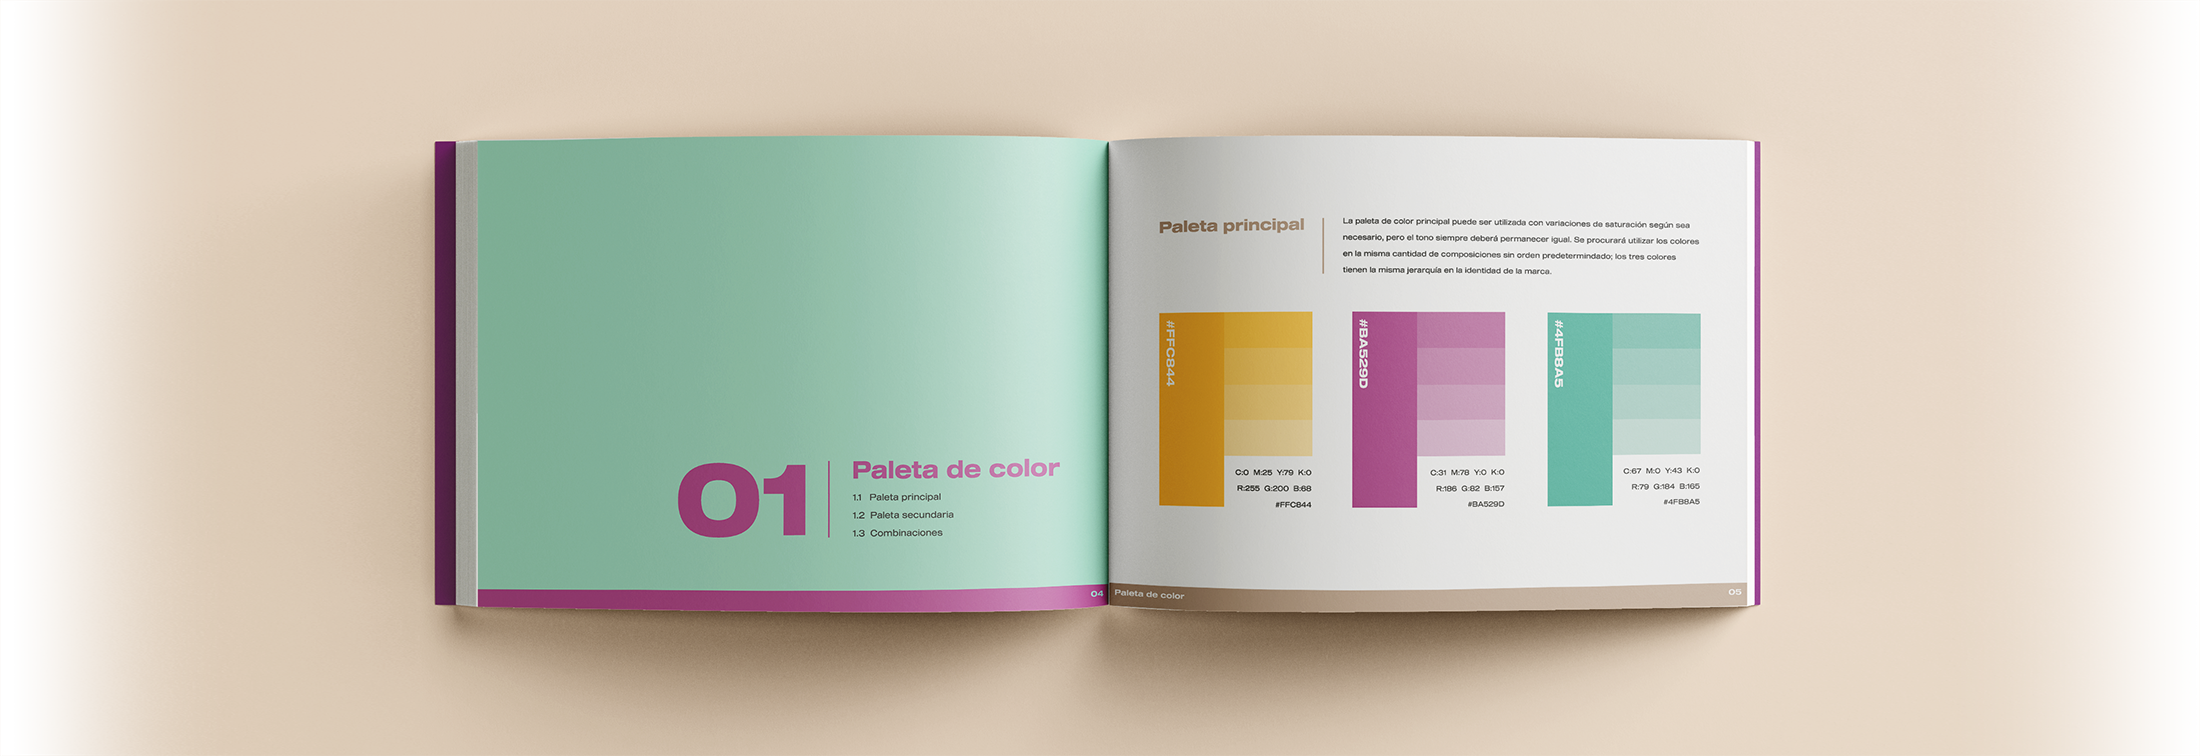 01
Paleta de color
1.1 Paleta principal
1.2 Paleta secundaria
1.3 Combinaciones
04
Paleta principal
La paleta de color principal puede ser utilizada con variaciones de saturación según sea
necesario, pero el tono siempre deberá permanecer igual. Se procurará utilizar los colores
en la misma cantidad de composiciones sin orden predetermindado; los tres colores
tienen la misma jerarquía en la identidad de la marca.
#FFC844
C:0 M:25 Y:79 K:0
R:255 G:200 B:68
#FFC844
#BA529D
C:31 M:78 Y:0 K:0
R:186 G:82 B:157
#BA529D
#4FB8A5
C:67 M:0 Y:43 K:0
R:79 G:184 B:165
#4FB8A5
Paleta de color
05